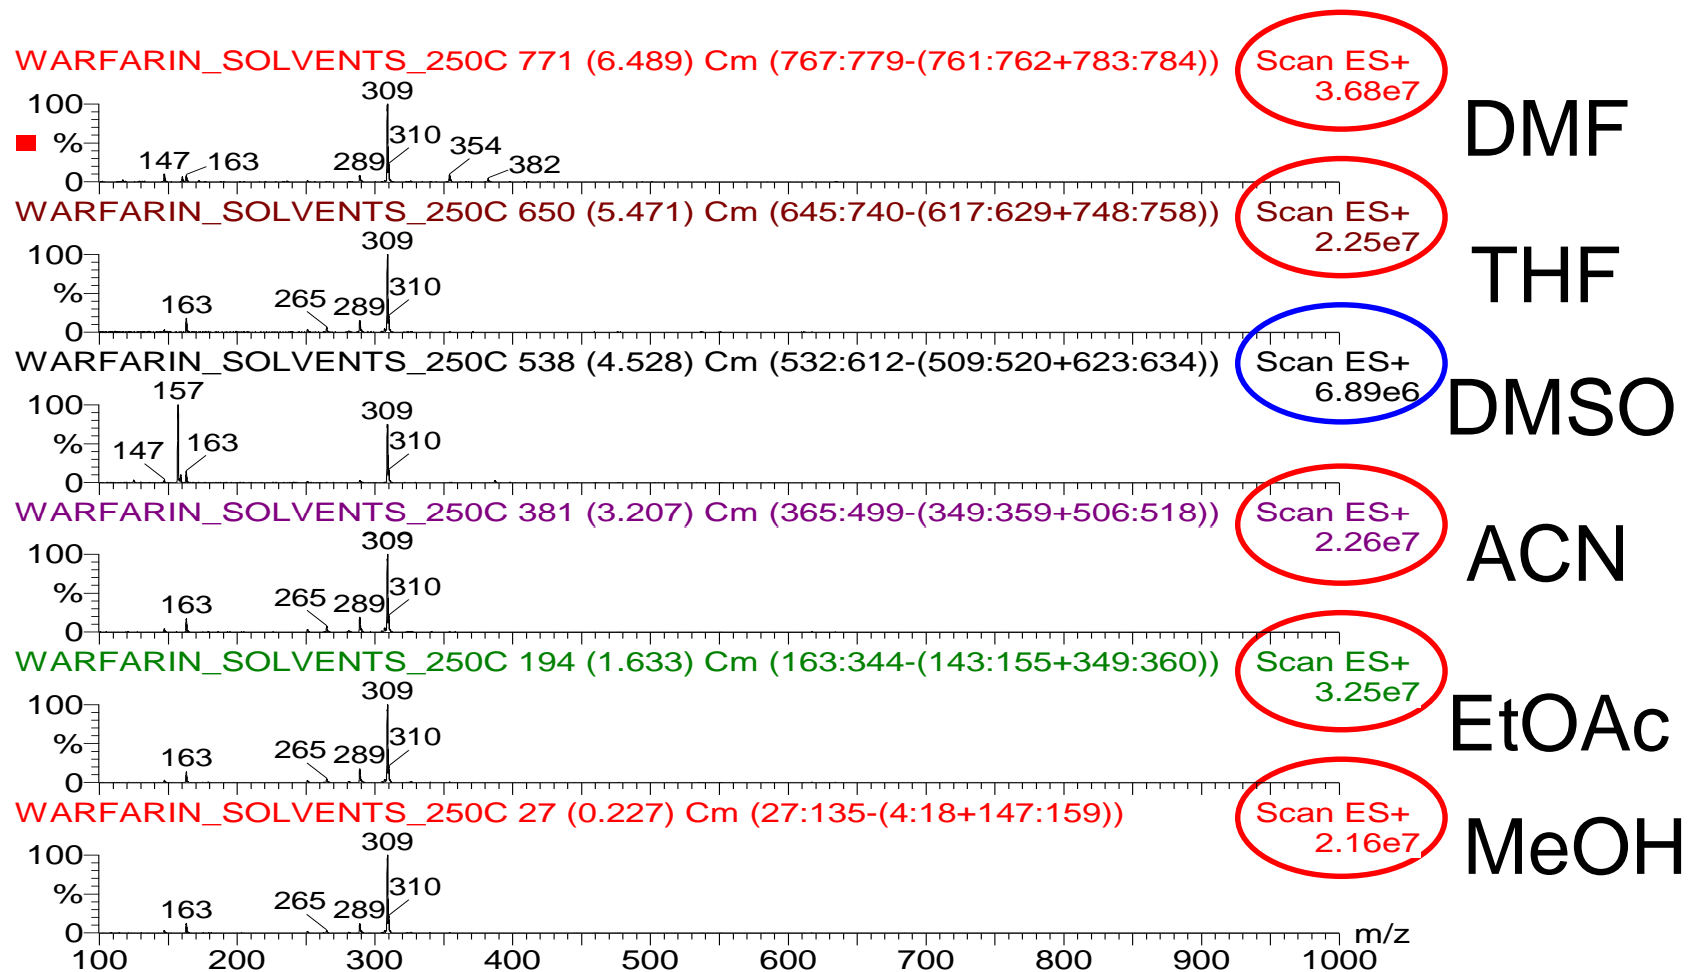 WARFARIN_SOLVENTS_250C 771 (6.489) Cm (767:779-(761:762+783:784)) Scan ES+
3.68e7
DMF
100
%
0
147 163 289 309 310 354 382
WARFARIN_SOLVENTS_250C 650 (5.471) Cm (645:740-(617:629+748:758)) Scan ES+
2.25e7
THF
100
%
0
163 265 289 309 310
WARFARIN_SOLVENTS_250C 538 (4.528) Cm (532:612-(509:520+623:634)) Scan ES+
6.89e6
DMSO
100
%
0
147 157 163 309 310
WARFARIN_SOLVENTS_250C 381 (3.207) Cm (365:499-(349:359+506:518)) Scan ES+
2.26e7
ACN
100
%
0
163 265 289 309 310
WARFARIN_SOLVENTS_250C 194 (1.633) Cm (163:344-(143:155+349:360)) Scan ES+
3.25e7
EtOAc
100
%
0
163 265 289 309 310
WARFARIN_SOLVENTS_250C 27 (0.227) Cm (27:135-(4:18+147:159)) Scan ES+
2.16e7
MeOH
100
%
0
163 265 289 309 310
m/z
100 200 300 400 500 600 700 800 900 1000